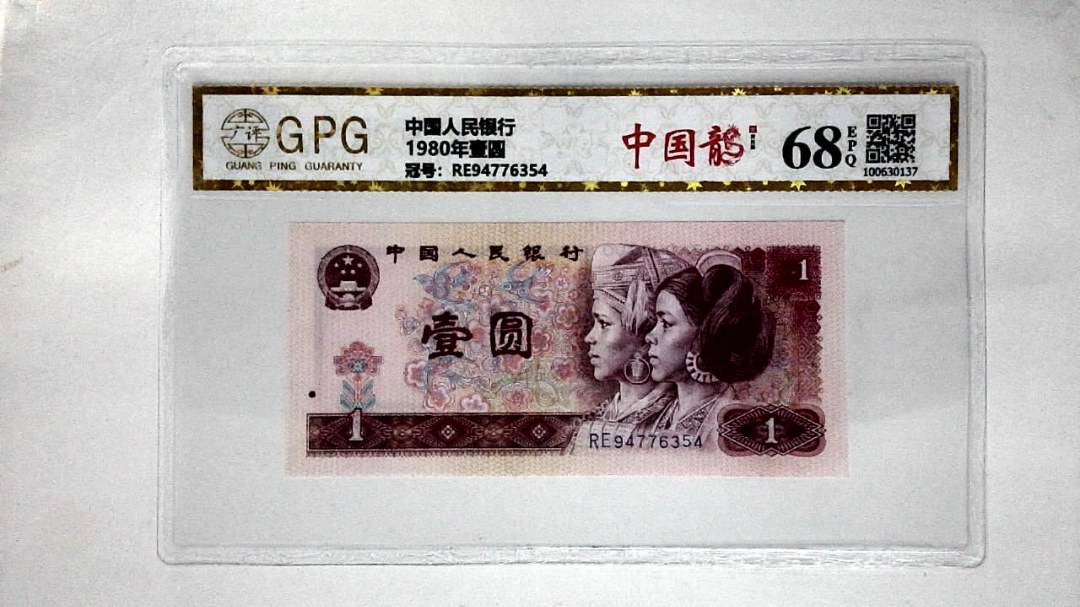 广评
GPG
GUANG PING GUARANTY
中国人民银行
1980年壹圆
冠号：RE94776354
中国龍
68
EPQ
100630137
中国人民银行
1
壹圆
1
RE94776354
1